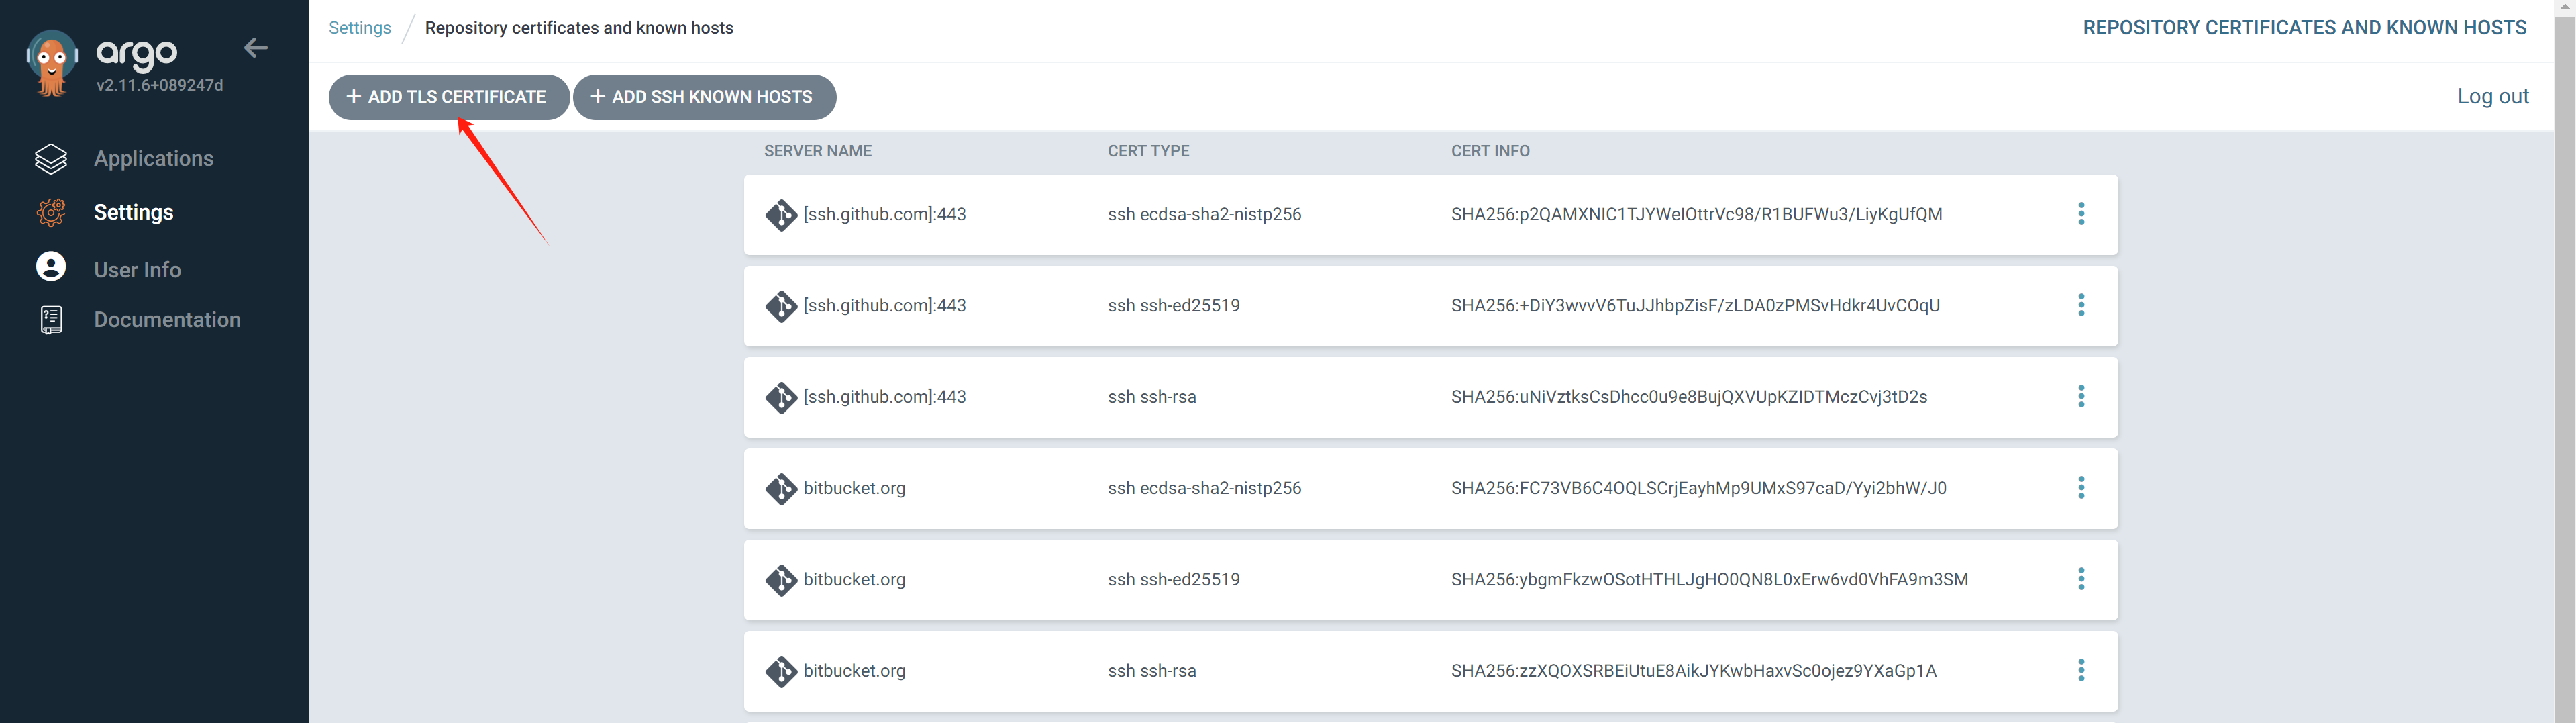 argo
v2.11.6+089247d
Applications
Settings
User Info
Documentation
Settings / Repository certificates and known hosts
REPOSITORY CERTIFICATES AND KNOWN HOSTS
+ ADD TLS CERTIFICATE + ADD SSH KNOWN HOSTS
Log out
SERVER NAME CERT TYPE CERT INFO
[ssh.github.com]:443 ssh ecdsa-sha2-nistp256 SHA256:p2QAMXNIC1TJYWeIOttrVc98/R1BUFWu3/LiyKgUfQM
[ssh.github.com]:443 ssh ssh-ed25519 SHA256:+DiY3wvvV6TuJJhbpZisF/zLDA0zPMSvHdkr4UvCOqU
[ssh.github.com]:443 ssh ssh-rsa SHA256:uNiVztksCsDhcc0u9e8BujQXVUpKZIDTMczCvj3tD2s
bitbucket.org ssh ecdsa-sha2-nistp256 SHA256:FC73VB6C4OQLSCrjEayhMp9UMxS97caD/Yyi2bhW/J0
bitbucket.org ssh ssh-ed25519 SHA256:ybgmFkzwOSotHTHLJgHO0QN8L0xErw6vd0VhFA9m3SM
bitbucket.org ssh ssh-rsa SHA256:zzXQOXSRBEiUtuE8AikJYKwbHaxvSc0ojez9YXaGp1A